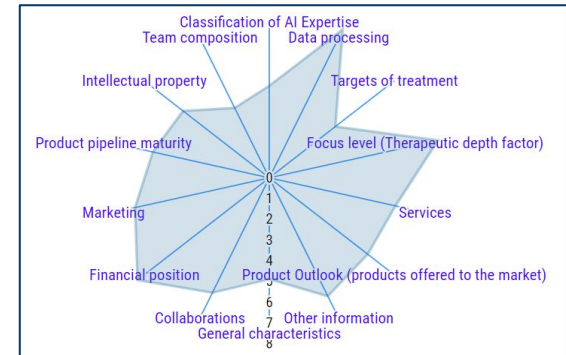 Classification of AI Expertise
Team composition
Data processing
Intellectual property
Targets of treatment
Product pipeline maturity
Focus level (Therapeutic depth factor)
0
1
Marketing
Services
2
3
4
Financial position
Product Outlook (products offered to the market)
5
6
Collaborations
Other information
7
General characteristics
8